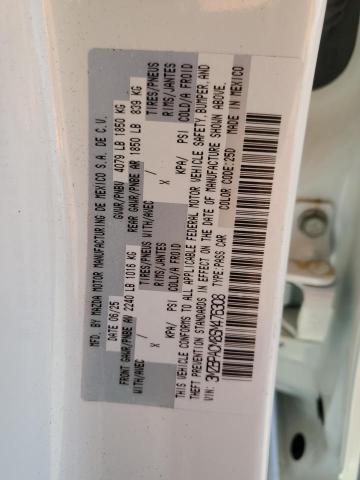 MFD. BY MAZDA MOTOR MANUFACTURING DE MEXICO S.A. DE C.V.
DATE 06/25 GVWR/PNBV 4079 LB 1850 KG
FRONT GAWR/PNBE AV 2240 LB 1016 KG REAR GAWR/PNBE AR 1850 LB 839 KG
WITH/AVEC / TIRES/PNEUS WITH/AVEC / TIRES/PNEUS
X RIMS/JANTES X RIMS/JANTES
KPA/ PSI COLD/A FROID KPA/ PSI COLD/A FROID
THIS VEHICLE CONFORMS TO ALL APPLICABLE FEDERAL MOTOR VEHICLE SAFETY, BUMPER, AND
THEFT PREVENTION STANDARDS IN EFFECT ON THE DATE OF MANUFACTURE SHOWN ABOVE.
TYPE:PASS CAR COLOR CODE:25D MADE IN MEXICO
VIN: